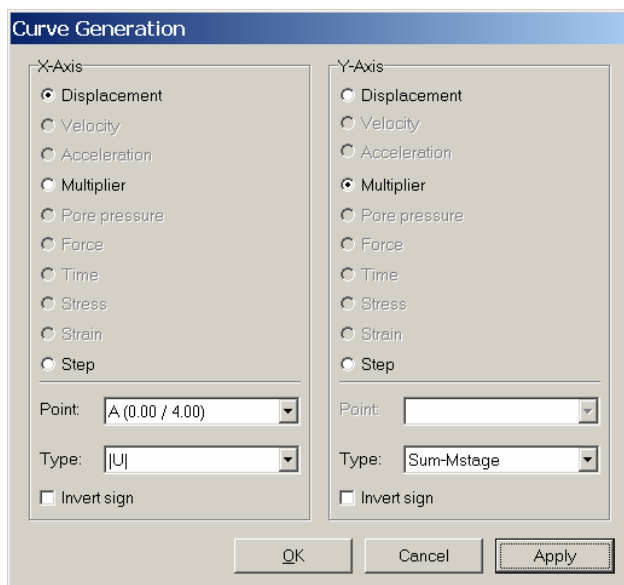 Curve Generation
X-Axis
Displacement
Velocity
Acceleration
Multiplier
Pore pressure
Force
Time
Stress
Strain
Step
Point: A (0.00 / 4.00)
Type: |U|
Invert sign
Y-Axis
Displacement
Velocity
Acceleration
Multiplier
Pore pressure
Force
Time
Stress
Strain
Step
Point:
Type: Sum-Mstage
Invert sign
OK Cancel Apply